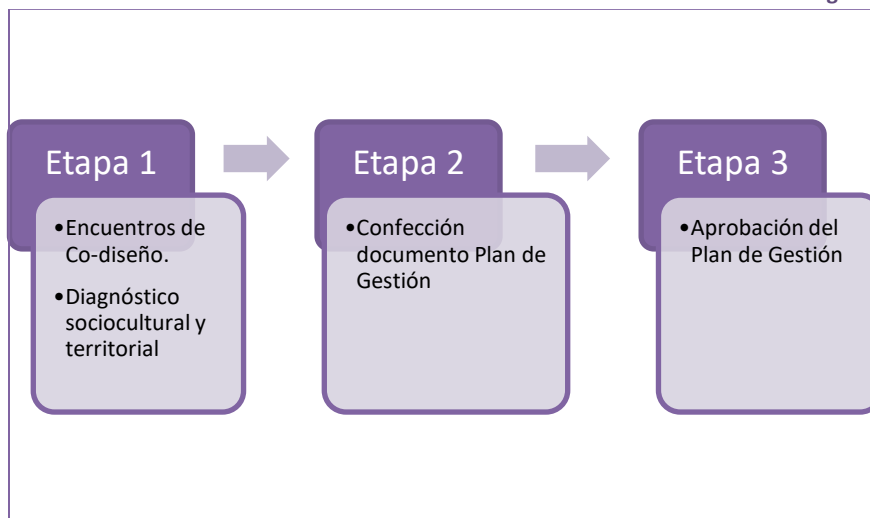 Etapa 1
•Encuentros de
Co-diseño.
•Diagnóstico
sociocultural y
territorial
Etapa 2
•Confección
documento Plan de
Gestión
Etapa 3
•Aprobación del
Plan de Gestión